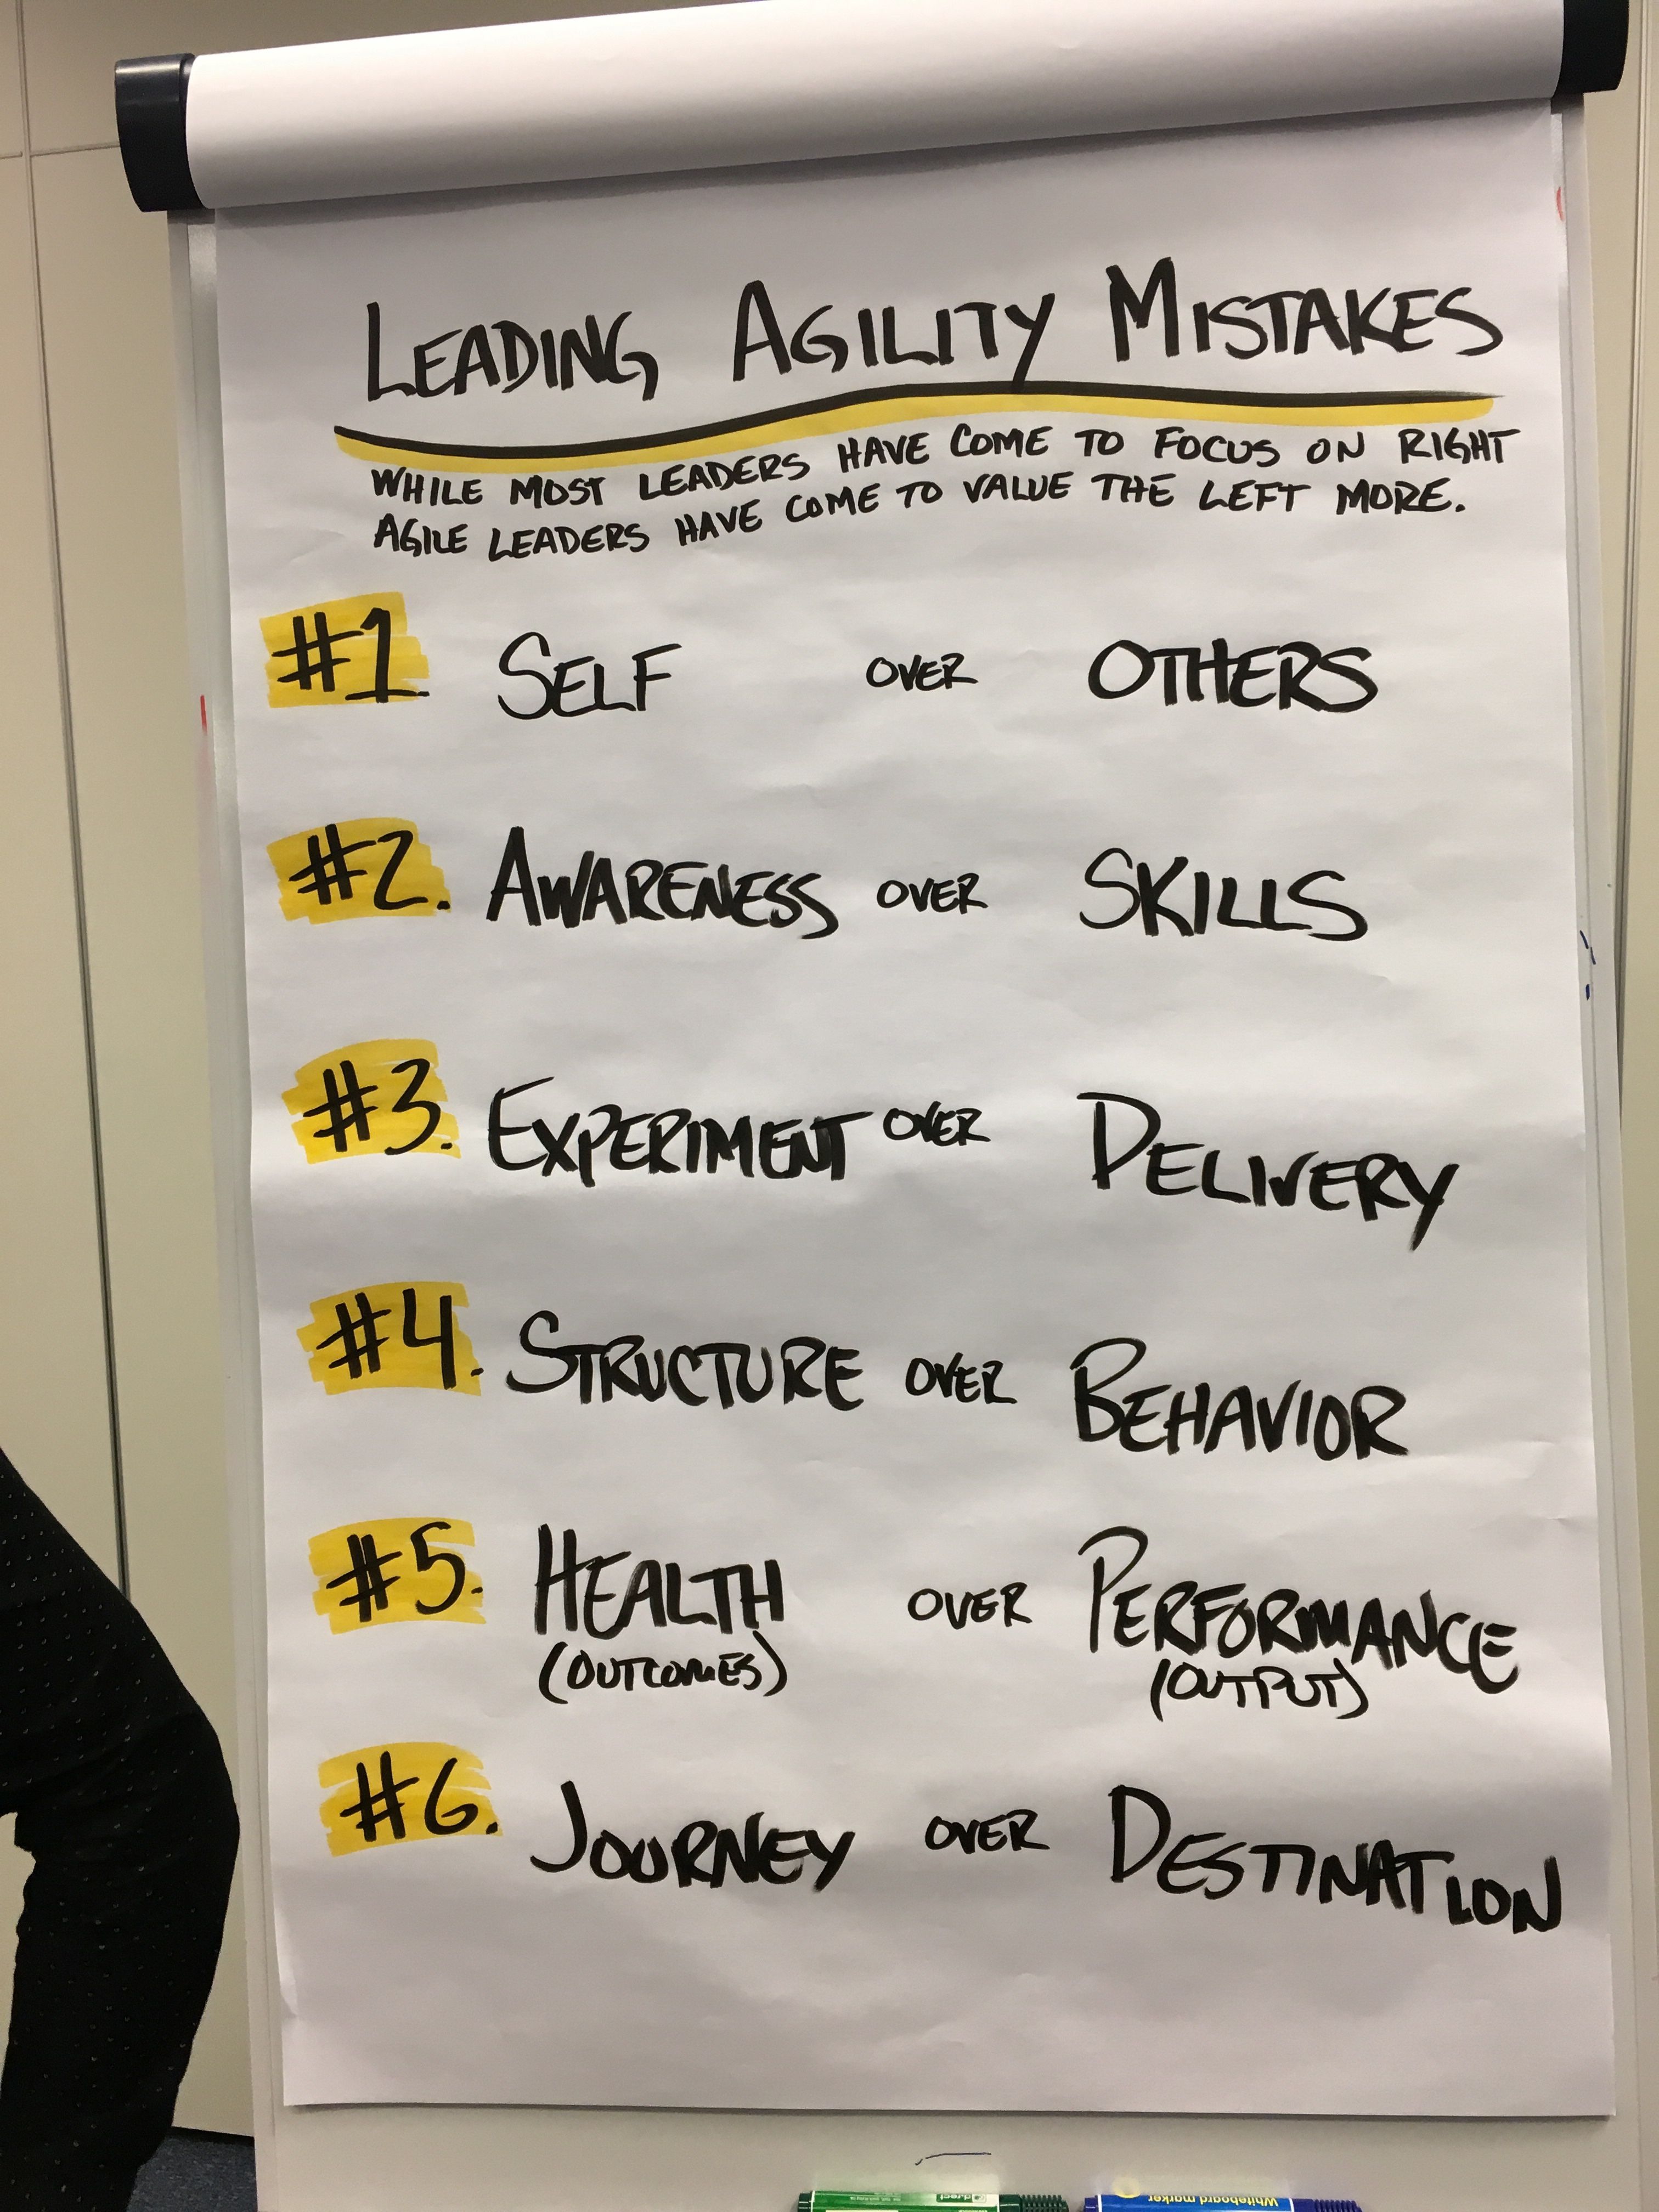 LEADING AGILITY MISTAKES
WHILE MOST LEADERS HAVE COME TO FOCUS ON RIGHT
AGILE LEADERS HAVE COME TO VALUE THE LEFT MORE.
#1 SELF OVER OTHERS
#2. AWARENESS OVER SKILLS
#3. EXPERIMENT OVER DELIVERY
#4. STRUCTURE OVER BEHAVIOR
#5. HEALTH OVER PERFORMANCE
(OUTCOMES) (OUTPUT)
#6. JOURNEY OVER DESTINATION
Whiteboard marker